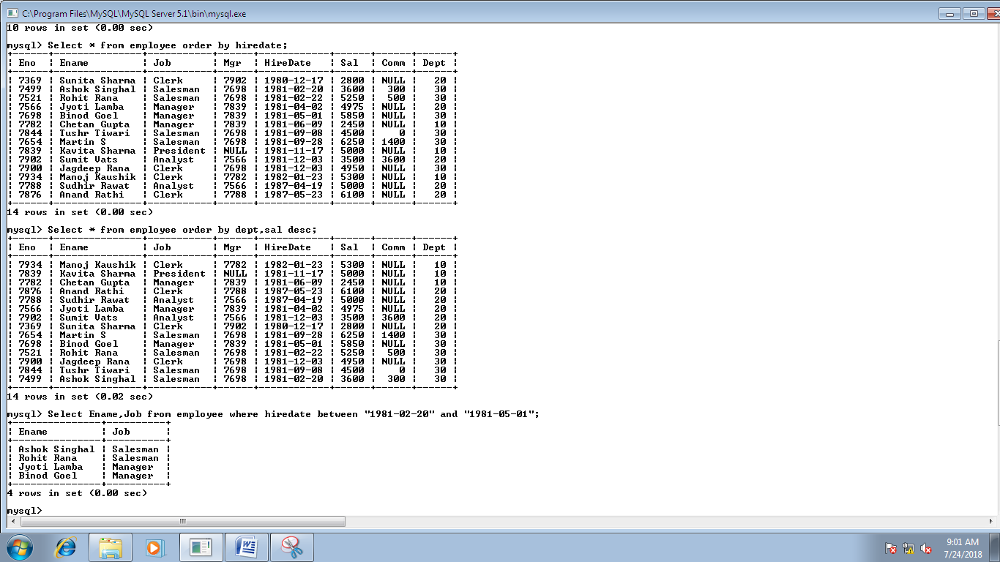 C:\Program Files\MySQL\MySQL Server 5.1\bin\mysql.exe
10 rows in set (0.00 sec)
mysql> Select * from employee order by hiredate;
+------+---------------+-----------+------+------------+------+------+------+
| Eno | Ename | Job | Mgr | HireDate | Sal | Comm | Dept |
+------+---------------+-----------+------+------------+------+------+------+
| 7369 | Sunita Sharma | Clerk | 7902 | 1980-12-17 | 2800 | NULL | 20 |
| 7499 | Ashok Singhal | Salesman | 7698 | 1981-02-20 | 3600 | 300 | 30 |
| 7521 | Rohit Rana | Salesman | 7698 | 1981-02-22 | 5250 | 500 | 30 |
| 7566 | Jyoti Lamba | Manager | 7839 | 1981-04-02 | 4975 | NULL | 20 |
| 7698 | Binod Goel | Manager | 7839 | 1981-05-01 | 5850 | NULL | 30 |
| 7782 | Chetan Gupta | Manager | 7839 | 1981-06-09 | 2450 | NULL | 10 |
| 7844 | Tushr Tiwari | Salesman | 7698 | 1981-09-08 | 4500 | 0 | 30 |
| 7654 | Martin S | Salesman | 7698 | 1981-09-28 | 6250 | 1400 | 30 |
| 7839 | Kavita Sharma | President | NULL | 1981-11-17 | 5000 | NULL | 10 |
| 7902 | Sumit Vats | Analyst | 7566 | 1981-12-03 | 3500 | 3600 | 20 |
| 7900 | Jagdeep Rana | Clerk | 7698 | 1981-12-03 | 4950 | NULL | 30 |
| 7934 | Manoj Kaushik | Clerk | 7782 | 1982-01-23 | 5300 | NULL | 10 |
| 7788 | Sudhir Rawat | Analyst | 7566 | 1987-04-19 | 5000 | NULL | 20 |
| 7876 | Anand Rathi | Clerk | 7788 | 1987-05-23 | 6100 | NULL | 20 |
+------+---------------+-----------+------+------------+------+------+------+
14 rows in set (0.00 sec)
mysql> Select * from employee order by dept,sal desc;
+------+---------------+-----------+------+------------+------+------+------+
| Eno | Ename | Job | Mgr | HireDate | Sal | Comm | Dept |
+------+---------------+-----------+------+------------+------+------+------+
| 7934 | Manoj Kaushik | Clerk | 7782 | 1982-01-23 | 5300 | NULL | 10 |
| 7839 | Kavita Sharma | President | NULL | 1981-11-17 | 5000 | NULL | 10 |
| 7782 | Chetan Gupta | Manager | 7839 | 1981-06-09 | 2450 | NULL | 10 |
| 7876 | Anand Rathi | Clerk | 7788 | 1987-05-23 | 6100 | NULL | 20 |
| 7788 | Sudhir Rawat | Analyst | 7566 | 1987-04-19 | 5000 | NULL | 20 |
| 7566 | Jyoti Lamba | Manager | 7839 | 1981-04-02 | 4975 | NULL | 20 |
| 7902 | Sumit Vats | Analyst | 7566 | 1981-12-03 | 3500 | 3600 | 20 |
| 7369 | Sunita Sharma | Clerk | 7902 | 1980-12-17 | 2800 | NULL | 20 |
| 7654 | Martin S | Salesman | 7698 | 1981-09-28 | 6250 | 1400 | 30 |
| 7698 | Binod Goel | Manager | 7839 | 1981-05-01 | 5850 | NULL | 30 |
| 7521 | Rohit Rana | Salesman | 7698 | 1981-02-22 | 5250 | 500 | 30 |
| 7900 | Jagdeep Rana | Clerk | 7698 | 1981-12-03 | 4950 | NULL | 30 |
| 7844 | Tushr Tiwari | Salesman | 7698 | 1981-09-08 | 4500 | 0 | 30 |
| 7499 | Ashok Singhal | Salesman | 7698 | 1981-02-20 | 3600 | 300 | 30 |
+------+---------------+-----------+------+------------+------+------+------+
14 rows in set (0.02 sec)
mysql> Select Ename,Job from employee where hiredate between "1981-02-20" and "1981-05-01";
+---------------+----------+
| Ename | Job |
+---------------+----------+
| Ashok Singhal | Salesman |
| Rohit Rana | Salesman |
| Jyoti Lamba | Manager |
| Binod Goel | Manager |
+---------------+----------+
4 rows in set (0.00 sec)
mysql>
9:01 AM
7/24/2018